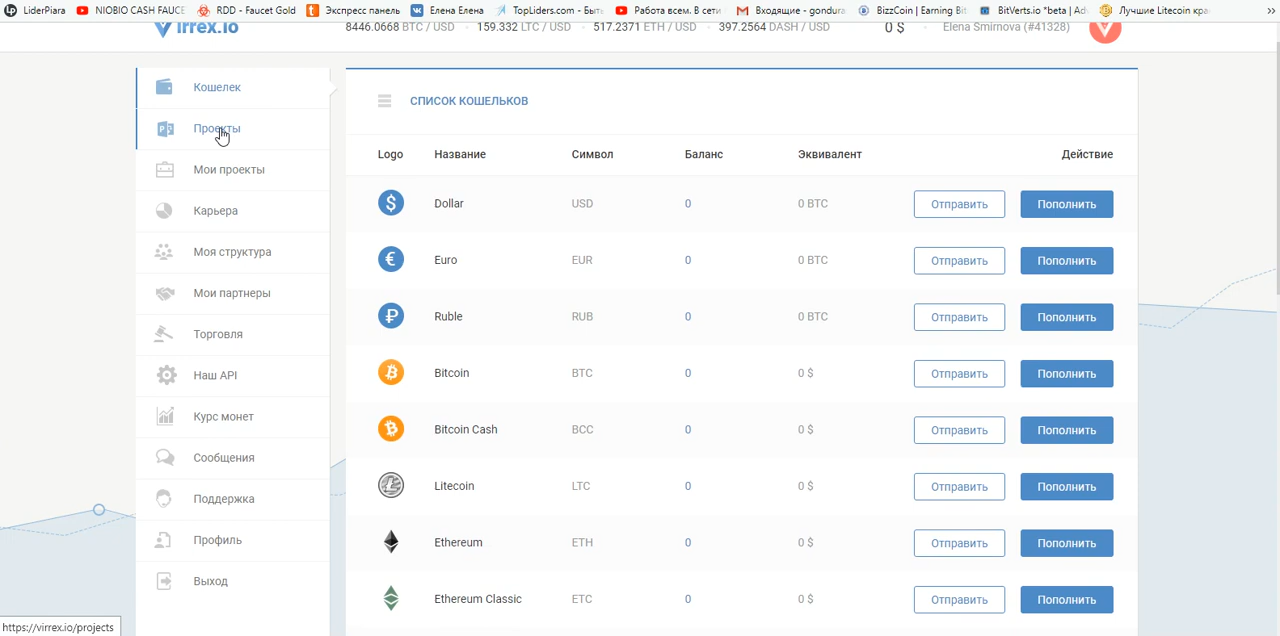 LiderPiara NIOBIO CASH FAUCE RDD - Faucet Gold Экспресс панель Елена Елена TopLiders.com - Быт Работа всем. В сети Входящие - gondura BizzCoin | Earning Bit BitVerts.io *beta | Ad Лучшие Litecoin кра »
virrex.io 8446.0668 BTC / USD 159.332 LTC / USD 517.2371 ETH / USD 397.2564 DASH / USD 0 $ Elena Smirnova (#41328)
Кошелек
Проекты
Мои проекты
Карьера
Моя структура
Мои партнеры
Торговля
Наш API
Курс монет
Сообщения
Поддержка
Профиль
Выход
СПИСОК КОШЕЛЬКОВ
Logo Название Символ Баланс Эквивалент Действие
Dollar USD 0 0 BTC Отправить Пополнить
Euro EUR 0 0 BTC Отправить Пополнить
Ruble RUB 0 0 BTC Отправить Пополнить
Bitcoin BTC 0 0 $ Отправить Пополнить
Bitcoin Cash BCC 0 0 $ Отправить Пополнить
Litecoin LTC 0 0 $ Отправить Пополнить
Ethereum ETH 0 0 $ Отправить Пополнить
Ethereum Classic ETC 0 0 $ Отправить Пополнить
https://virrex.io/projects